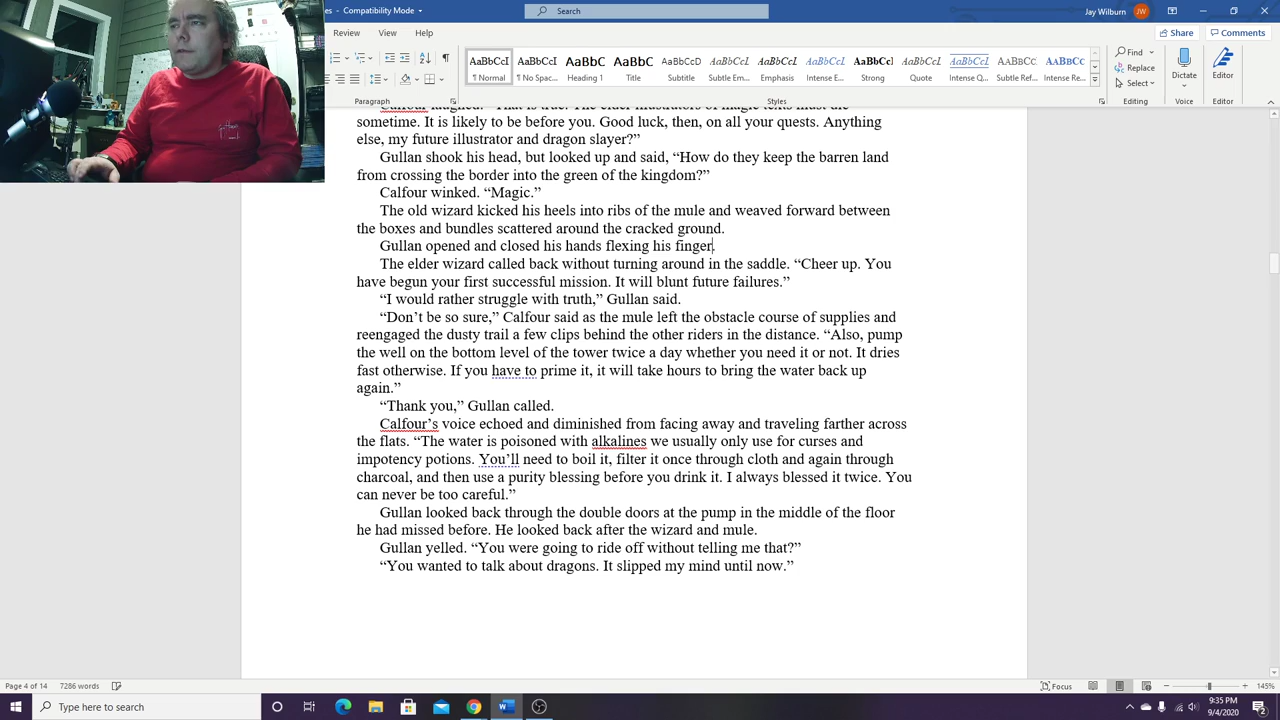 es - Compatibility Mode
Search
Jay Wilburn
JW
Review View Help
Share
Comments
AaBbCcI AaBbCcI AaBbC AaBbC AaBbCcD AaBbCcI AaBbCcI AaBbCcI AaBbCcI AaBbCcI AaBbCcI AaBbCc AaBbCc
¶ Normal ¶ No Spac... Heading 1 Title Subtitle Subtle Em... Emphasis Intense E... Strong Quote Intense Q... Subtle Ref... Intense Re...
Find
Replace
Select
Dictate
Editor
Paragraph
Styles
Editing
Voice
Editor
sometime. It is likely to be before you. Good luck, then, on all your quests. Anything
else, my future illustrator and dragon slayer?”
Gullan shook his head, but looked up and said, “How do they keep the barren land
from crossing the border into the green of the kingdom?”
Calfour winked. “Magic.”
The old wizard kicked his heels into ribs of the mule and weaved forward between
the boxes and bundles scattered around the cracked ground.
Gullan opened and closed his hands flexing his finger.
The elder wizard called back without turning around in the saddle. “Cheer up. You
have begun your first successful mission. It will blunt future failures.”
“I would rather struggle with truth,” Gullan said.
“Don’t be so sure,” Calfour said as the mule left the obstacle course of supplies and
reengaged the dusty trail a few clips behind the other riders in the distance. “Also, pump
the well on the bottom level of the tower twice a day whether you need it or not. It dries
fast otherwise. If you have to prime it, it will take hours to bring the water back up
again.”
“Thank you,” Gullan called.
Calfour’s voice echoed and diminished from facing away and traveling farther across
the flats. “The water is poisoned with alkalines we usually only use for curses and
impotency potions. You’ll need to boil it, filter it once through cloth and again through
charcoal, and then use a purity blessing before you drink it. I always blessed it twice. You
can never be too careful.”
Gullan looked back through the double doors at the pump in the middle of the floor
he had missed before. He looked back after the wizard and mule.
Gullan yelled. “You were going to ride off without telling me that?”
“You wanted to talk about dragons. It slipped my mind until now.”
Page 4 of 14 7286 words
Focus
145%
Type here to search
9:35 PM
9/4/2020
2